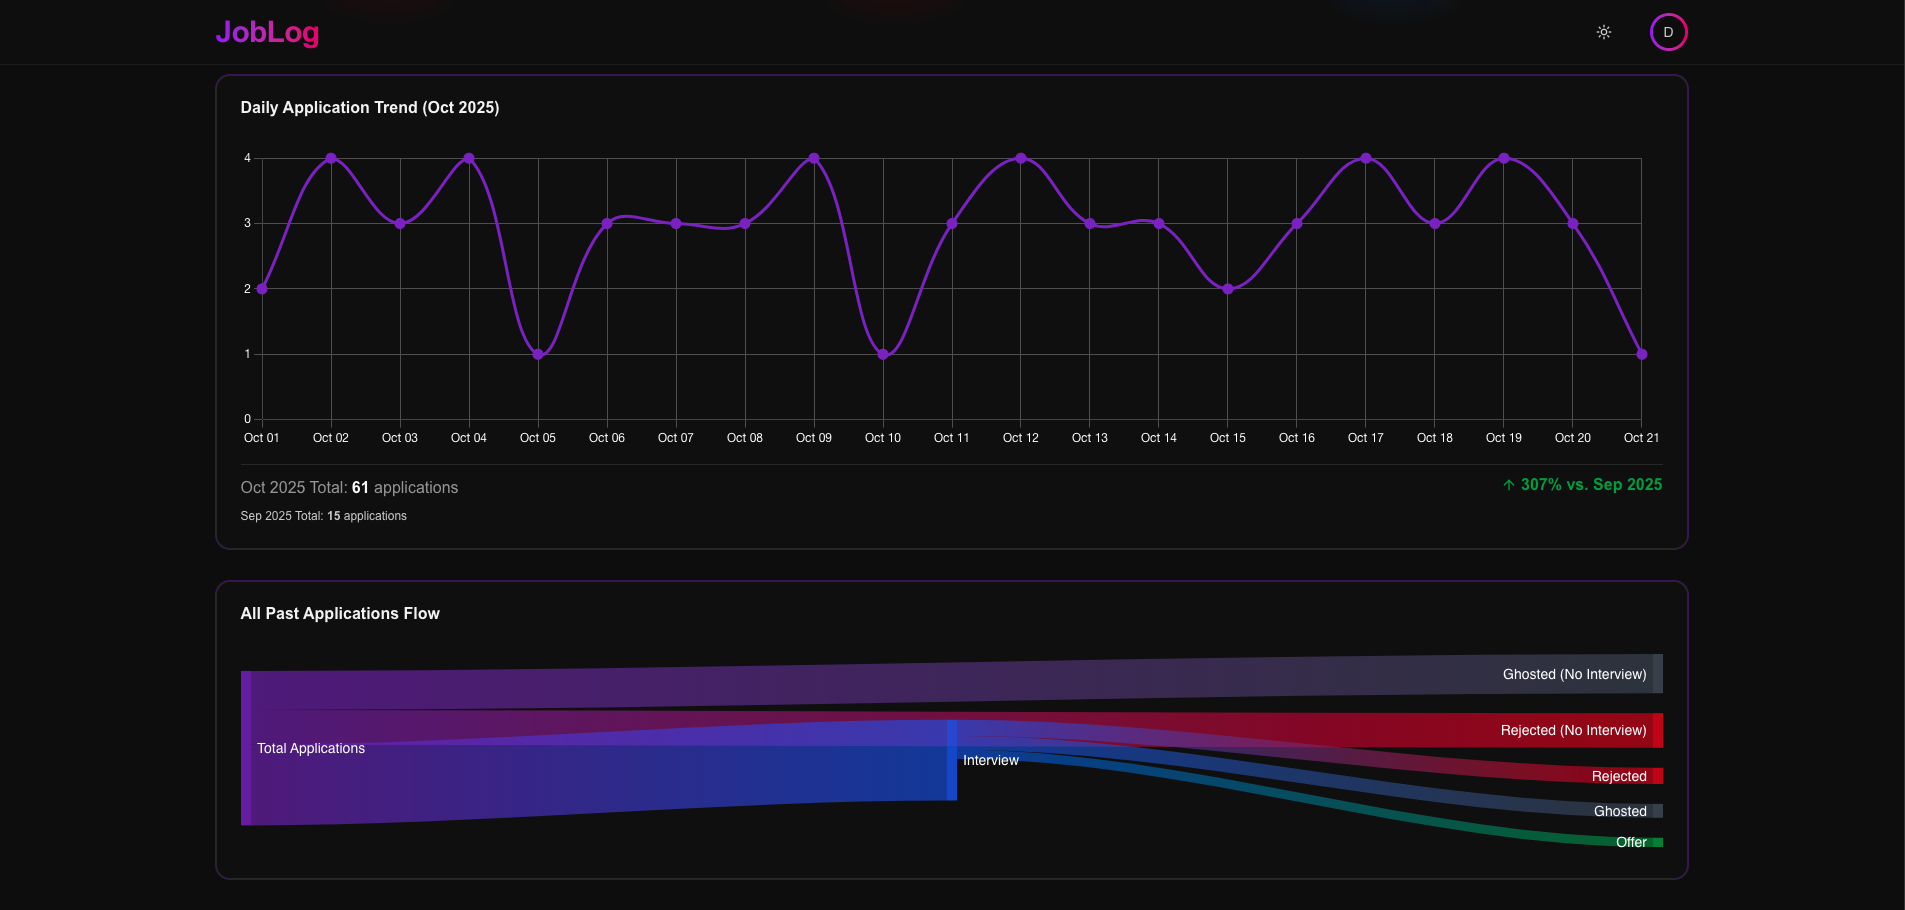 JobLog
D
Daily Application Trend (Oct 2025)
4
3
2
1
0
Oct 01 Oct 02 Oct 03 Oct 04 Oct 05 Oct 06 Oct 07 Oct 08 Oct 09 Oct 10 Oct 11 Oct 12 Oct 13 Oct 14 Oct 15 Oct 16 Oct 17 Oct 18 Oct 19 Oct 20 Oct 21
Oct 2025 Total: 61 applications
↑ 307% vs. Sep 2025
Sep 2025 Total: 15 applications
All Past Applications Flow
Ghosted (No Interview)
Rejected (No Interview)
Total Applications
Interview
Rejected
Ghosted
Offer